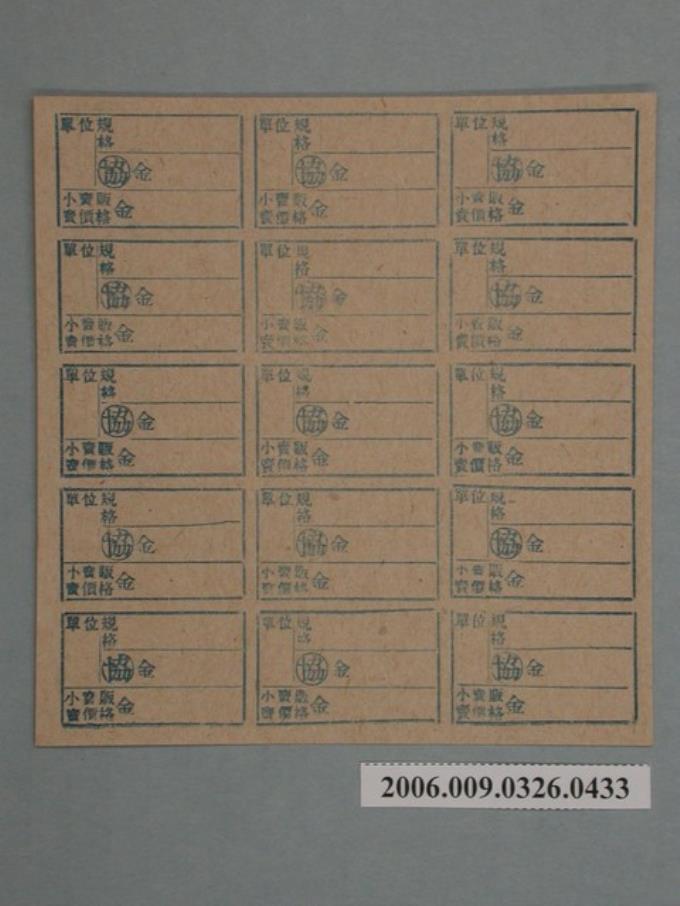 單位規
格
協金
小賣販
賣價格金
單位規
格
協金
小賣販
賣價格金
單位規
格
協金
小賣販
賣價格金
單位規
格
協金
小賣販
賣價格金
單位規
格
協金
小賣販
賣價格金
單位規
格
協金
小賣販
賣價格金
單位規
格
協金
小賣販
賣價格金
單位規
格
協金
小賣販
賣價格金
單位規
格
協金
小賣販
賣價格金
單位規
格
協金
小賣販
賣價格金
單位規
格
協金
小賣販
賣價格金
單位規
格
協金
小賣販
賣價格金
單位規
格
協金
小賣販
賣價格金
單位規
格
協金
小賣販
賣價格金
單位規
格
協金
小賣販
賣價格金
2006.009.0326.0433